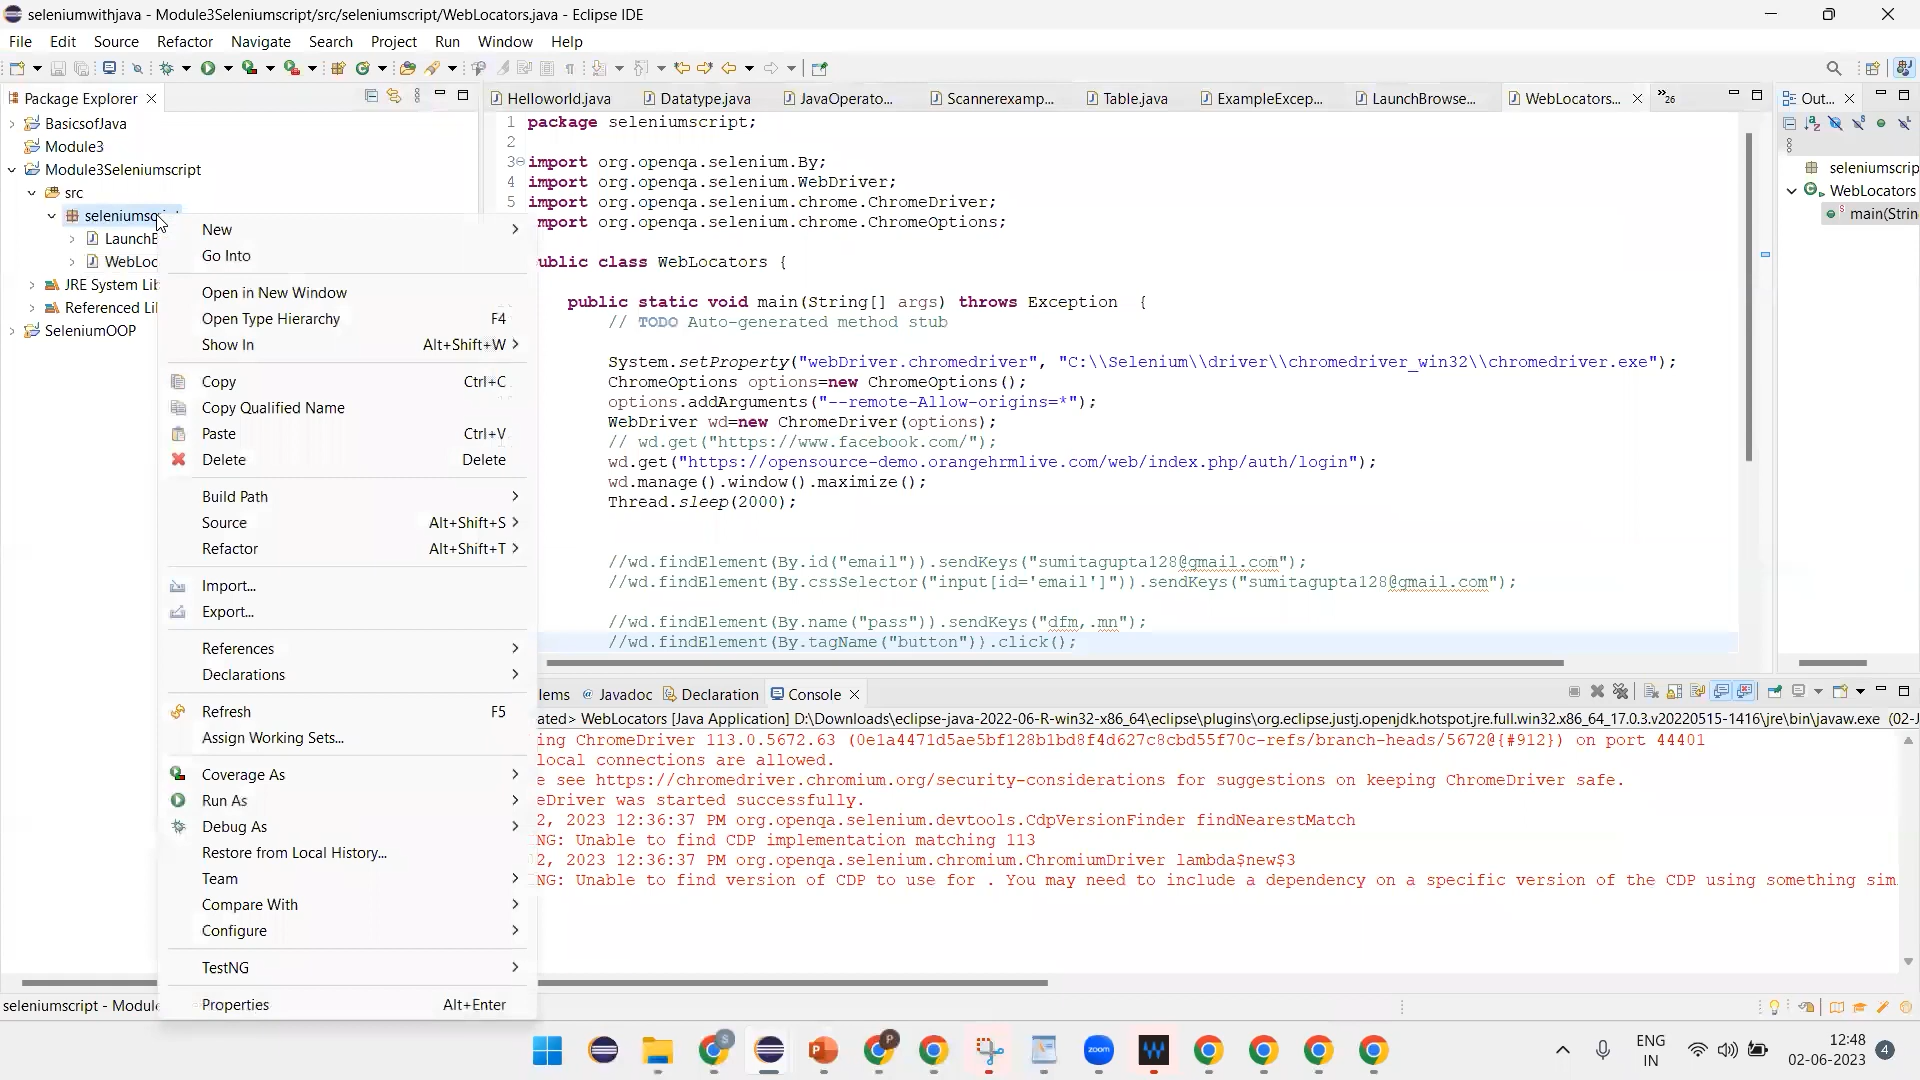 seleniumwithjava - Module3Seleniumscript/src/seleniumscript/WebLocators.java - Eclipse IDE
File Edit Source Refactor Navigate Search Project Run Window Help
Package Explorer
BasicsofJava
Module3
Module3Seleniumscript
src
seleniumscript
LaunchB
WebLoc
JRE System Lib
Referenced Li
SeleniumOOP
New
Go Into
Open in New Window
Open Type Hierarchy F4
Show In Alt+Shift+W
Copy Ctrl+C
Copy Qualified Name
Paste Ctrl+V
Delete Delete
Build Path
Source Alt+Shift+S
Refactor Alt+Shift+T
Import...
Export...
References
Declarations
Refresh F5
Assign Working Sets...
Coverage As
Run As
Debug As
Restore from Local History...
Team
Compare With
Configure
TestNG
Properties Alt+Enter
Helloworld.java Datatype.java JavaOperato... Scannerexamp... Table.java ExampleExcep... LaunchBrowse... WebLocators... »26
1 package seleniumscript;
2
3 import org.openqa.selenium.By;
4 import org.openqa.selenium.WebDriver;
5 import org.openqa.selenium.chrome.ChromeDriver;
mport org.openqa.selenium.chrome.ChromeOptions;
ublic class WebLocators {
public static void main(String[] args) throws Exception {
// TODO Auto-generated method stub
System.setProperty("webDriver.chromedriver", "C:\\Selenium\\driver\\chromedriver_win32\\chromedriver.exe");
ChromeOptions options=new ChromeOptions();
options.addArguments("--remote-Allow-origins=*");
WebDriver wd=new ChromeDriver(options);
// wd.get("https://www.facebook.com/");
wd.get("https://opensource-demo.orangehrmlive.com/web/index.php/auth/login");
wd.manage().window().maximize();
Thread.sleep(2000);
//wd.findElement(By.id("email")).sendKeys("sumitagupta128@gmail.com");
//wd.findElement(By.cssSelector("input[id='email']")).sendKeys("sumitagupta128@gmail.com");
//wd.findElement(By.name("pass")).sendKeys("dfm,.mn");
//wd.findElement(By.tagName("button")).click();
Out...
seleniumscrip
WebLocators
main(Strin
lems Javadoc Declaration Console
ated> WebLocators [Java Application] D:\Downloads\eclipse-java-2022-06-R-win32-x86_64\eclipse\plugins\org.eclipse.justj.openjdk.hotspot.jre.full.win32.x86_64_17.0.3.v20220515-1416\jre\bin\javaw.exe (02-J
ing ChromeDriver 113.0.5672.63 (0e1a4471d5ae5bf128b1bd8f4d627c8cbd55f70c-refs/branch-heads/5672@{#912}) on port 44401
local connections are allowed.
e see https://chromedriver.chromium.org/security-considerations for suggestions on keeping ChromeDriver safe.
eDriver was started successfully.
2, 2023 12:36:37 PM org.openqa.selenium.devtools.CdpVersionFinder findNearestMatch
NG: Unable to find CDP implementation matching 113
2, 2023 12:36:37 PM org.openqa.selenium.chromium.ChromiumDriver lambda$new$3
NG: Unable to find version of CDP to use for . You may need to include a dependency on a specific version of the CDP using something sim
seleniumscript - Module
zoom
ENG
IN
12:48
02-06-2023
4